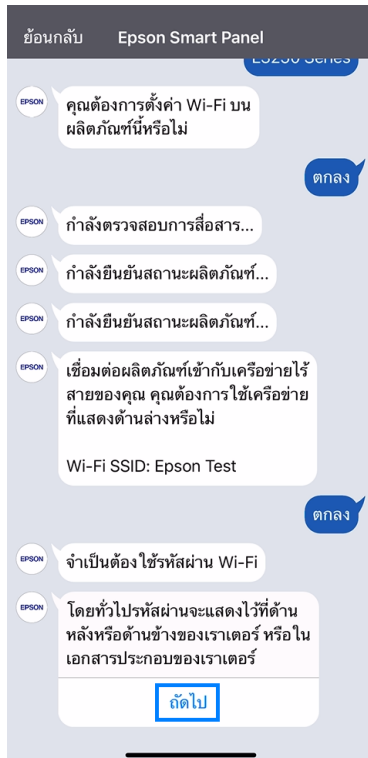 ย้อนกลับ Epson Smart Panel
L3250 Series
EPSON คุณต้องการตั้งค่า Wi-Fi บน
ผลิตภัณฑ์นี้หรือไม่
ตกลง
EPSON กำลังตรวจสอบการสื่อสาร...
EPSON กำลังยืนยันสถานะผลิตภัณฑ์...
EPSON กำลังยืนยันสถานะผลิตภัณฑ์...
EPSON เชื่อมต่อผลิตภัณฑ์เข้ากับเครือข่ายไร้
สายของคุณ คุณต้องการใช้เครือข่าย
ที่แสดงด้านล่างหรือไม่
Wi-Fi SSID: Epson Test
ตกลง
EPSON จำเป็นต้องใช้รหัสผ่าน Wi-Fi
EPSON โดยทั่วไปรหัสผ่านจะแสดงไว้ที่ด้าน
หลังหรือด้านข้างของเราเตอร์ หรือใน
เอกสารประกอบของเราเตอร์
ถัดไป